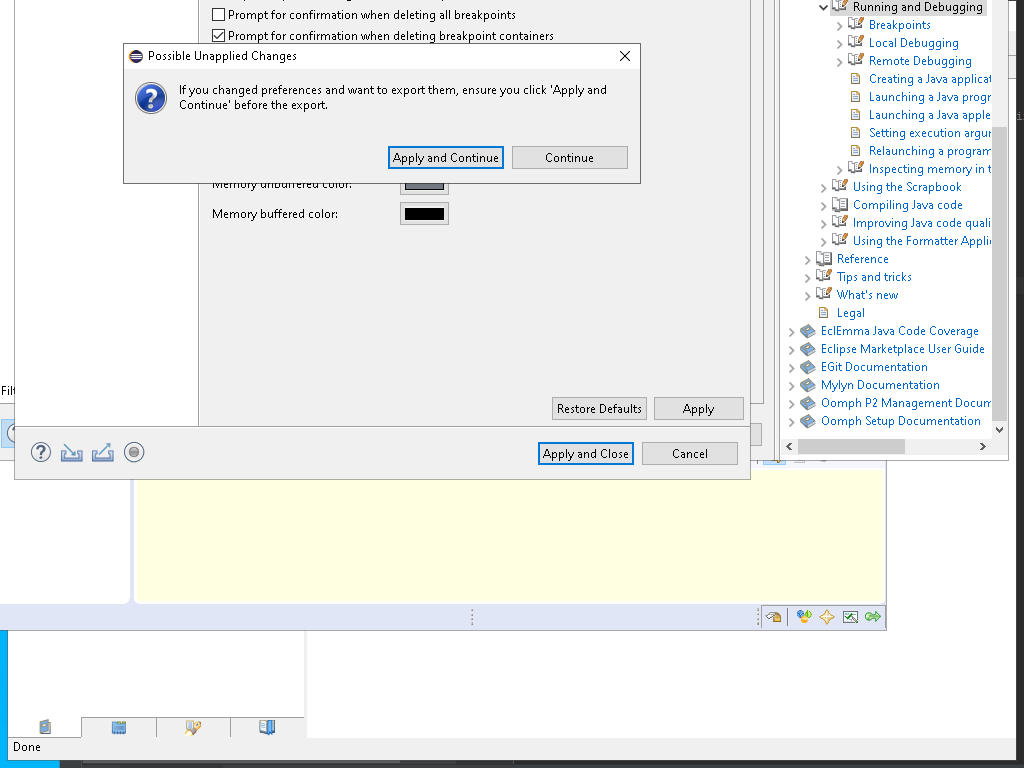 Prompt for confirmation when deleting all breakpoints
Prompt for confirmation when deleting breakpoint containers
Possible Unapplied Changes
If you changed preferences and want to export them, ensure you click 'Apply and
Continue' before the export.
Apply and Continue
Continue
Memory unbuffered color:
Memory buffered color:
Restore Defaults
Apply
Apply and Close
Cancel
Running and Debugging
Breakpoints
Local Debugging
Remote Debugging
Creating a Java applicat
Launching a Java progr
Launching a Java apple
Setting execution argur
Relaunching a program
Inspecting memory in t
Using the Scrapbook
Compiling Java code
Improving Java code quali
Using the Formatter Appli
Reference
Tips and tricks
What's new
Legal
EclEmma Java Code Coverage
Eclipse Marketplace User Guide
EGit Documentation
Mylyn Documentation
Oomph P2 Management Docum
Oomph Setup Documentation
Done